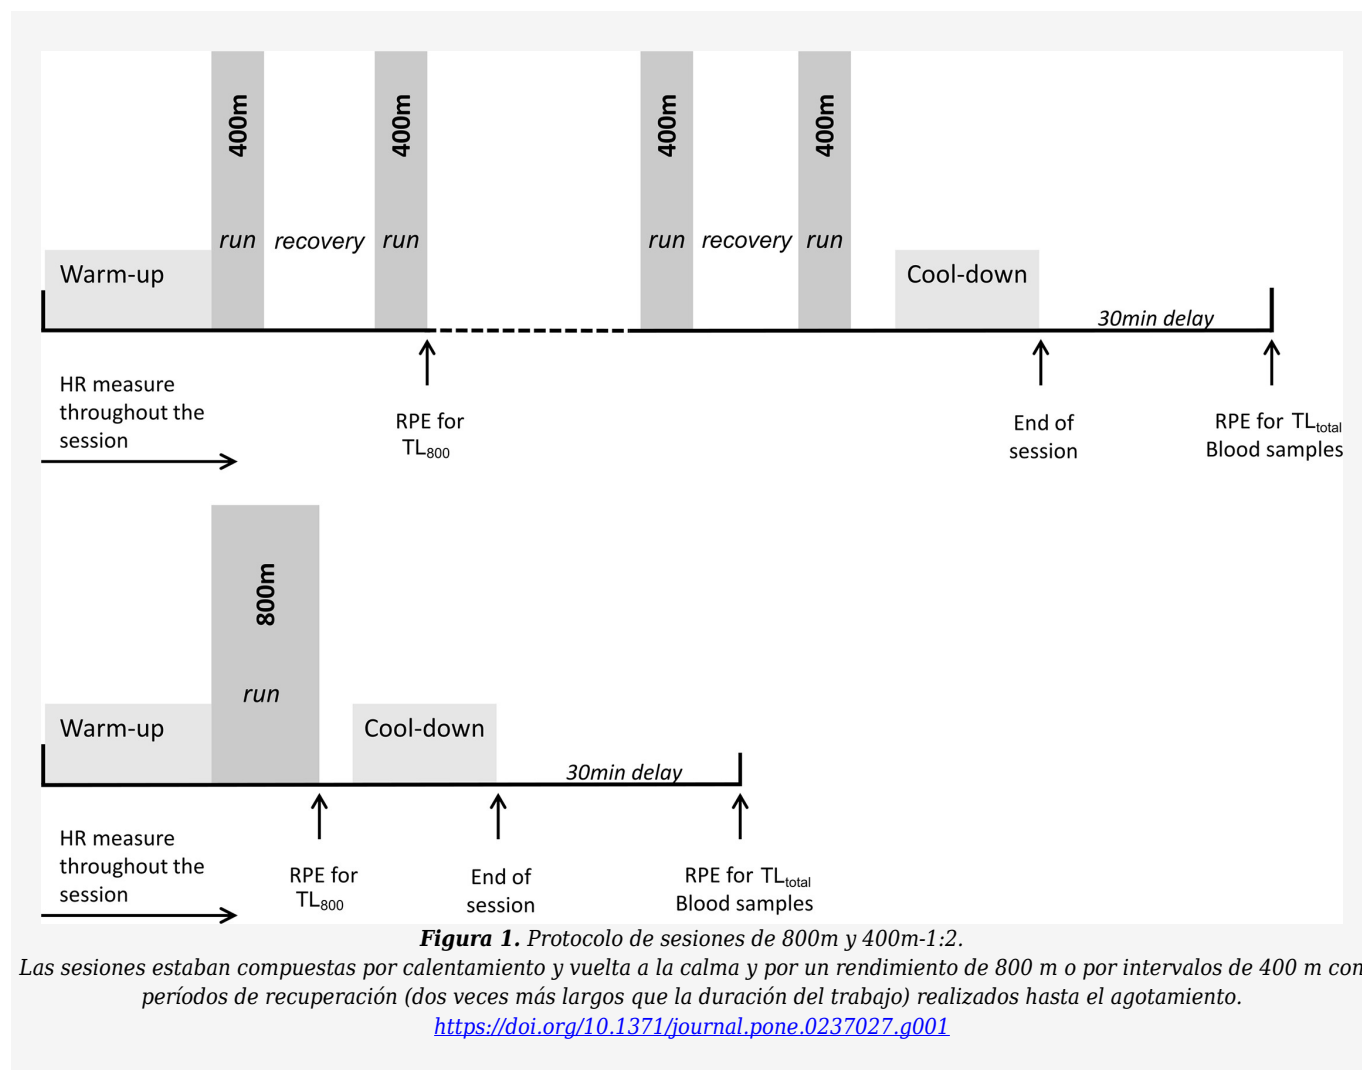 400m
400m
400m
400m
run
recovery
run
run
recovery
run
Warm-up
Cool-down
30min delay
HR measure
throughout the
session
RPE for
TL800
End of
session
RPE for TLtotal
Blood samples
800m
run
Warm-up
Cool-down
30min delay
HR measure
throughout the
session
RPE for
TL800
End of
session
RPE for TLtotal
Blood samples
Figura 1. Protocolo de sesiones de 800m y 400m-1:2.
Las sesiones estaban compuestas por calentamiento y vuelta a la calma y por un rendimiento de 800 m o por intervalos de 400 m con
períodos de recuperación (dos veces más largos que la duración del trabajo) realizados hasta el agotamiento.
https://doi.org/10.1371/journal.pone.0237027.g001